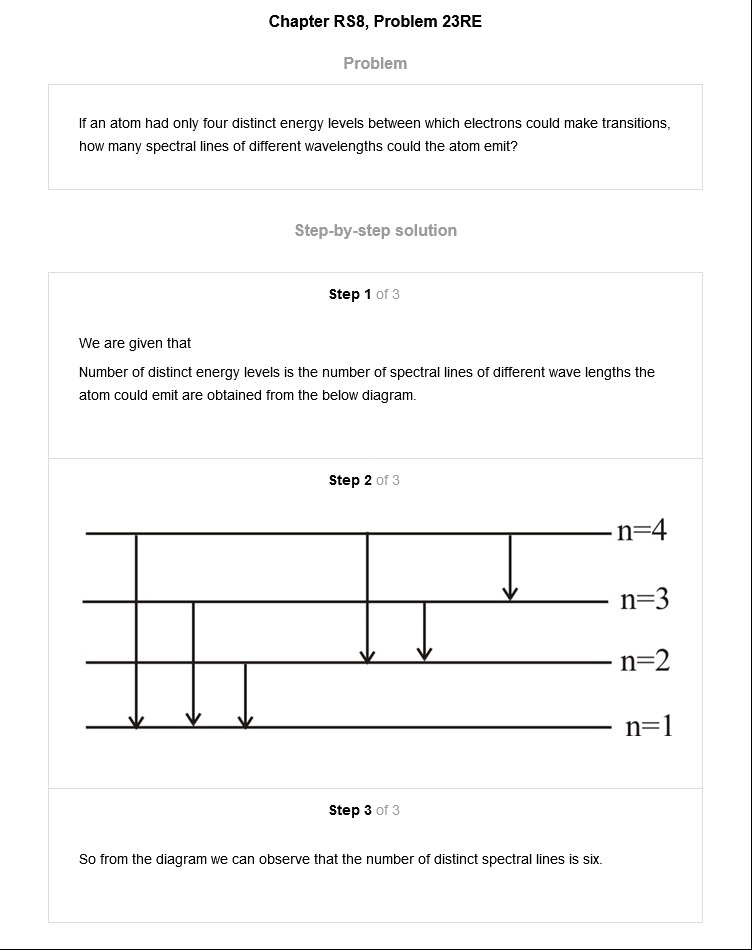 Chapter RS8, Problem 23RE
Problem
If an atom had only four distinct energy levels between which electrons could make transitions,
how many spectral lines of different wavelengths could the atom emit?
Step-by-step solution
Step 1 of 3
We are given that
Number of distinct energy levels is the number of spectral lines of different wave lengths the
atom could emit are obtained from the below diagram.
Step 2 of 3
n=4
n=3
n=2
n=1
Step 3 of 3
So from the diagram we can observe that the number of distinct spectral lines is six.